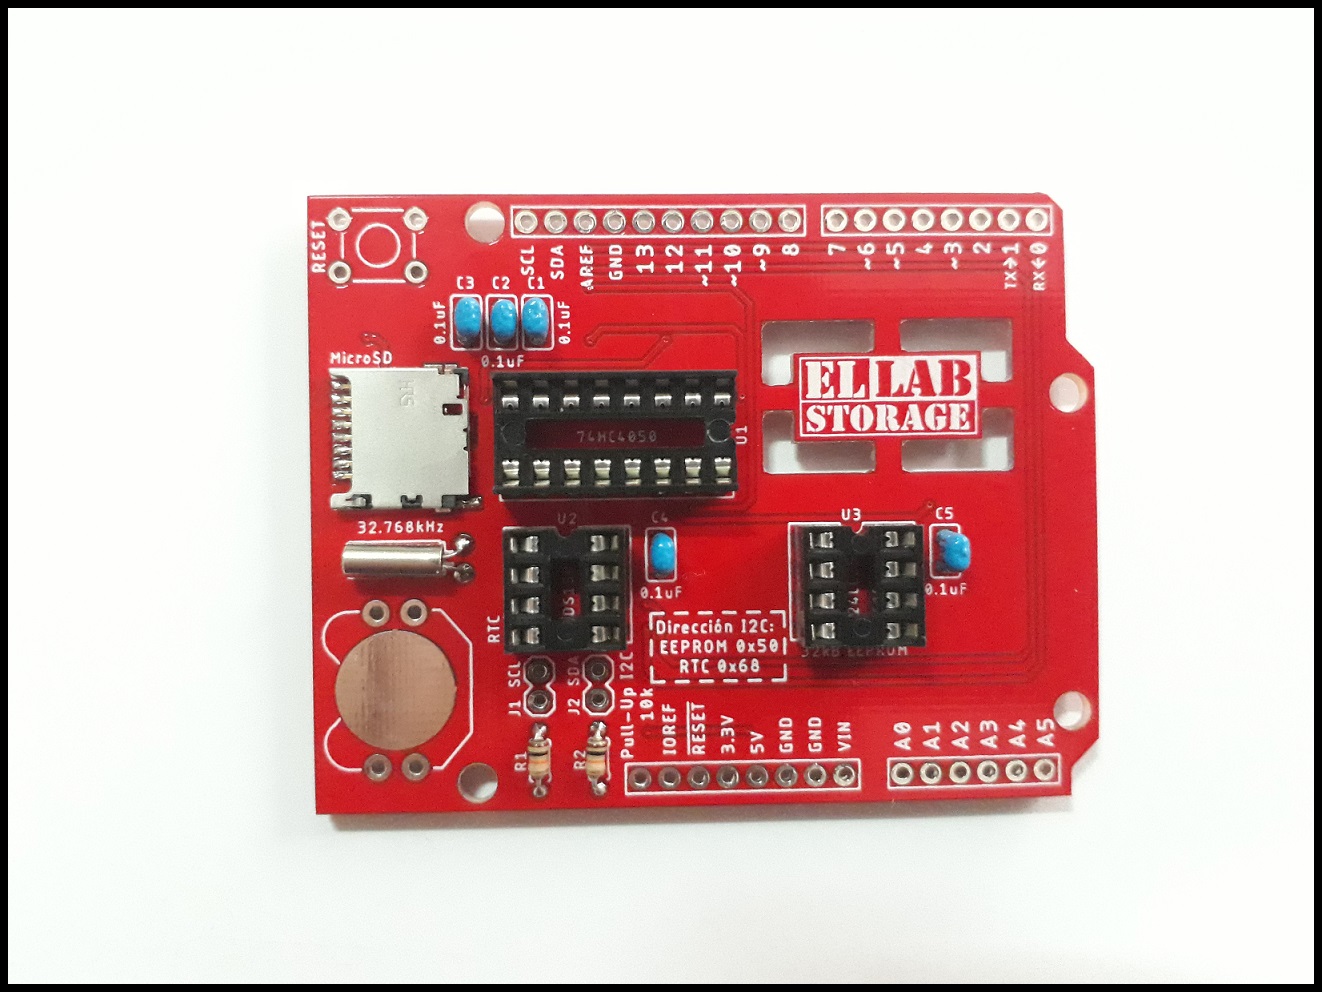 RESET
SCL
SDA
AREF
GND
13
12
~11
~10
~9
8
7
~6
~5
4
~3
2
TX→1
RX←0
C3
C2
C1
0.1uF
0.1uF
0.1uF
MicroSD
EL LAB
STORAGE
74HC4050
U1
32.768kHz
U2
C4
U3
C5
0.1uF
0.1uF
RTC
Dirección I2C:
EEPROM 0x50
RTC 0x68
32kB EEPROM
J1 SCL
J2 SDA
I2C
Pull-Up
10k
R1
R2
IOREF
RESET
3.3V
5V
GND
GND
VIN
A0
A1
A2
A3
A4
A5